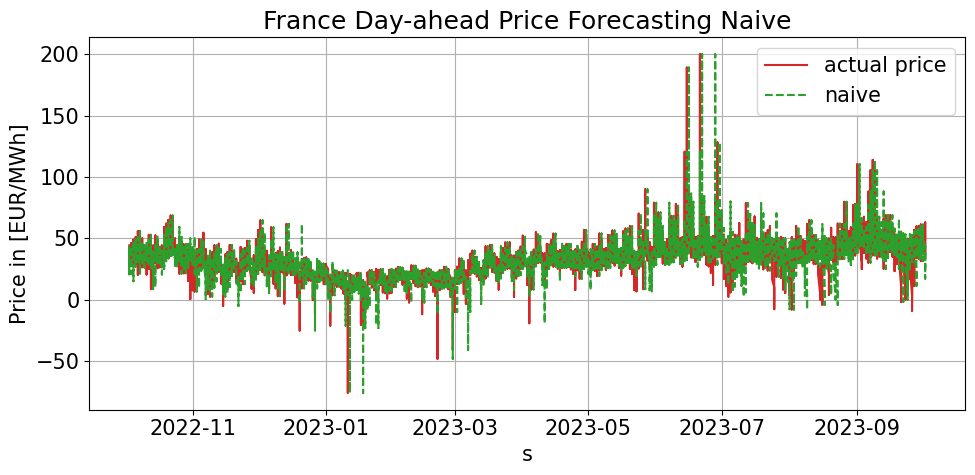 France Day-ahead Price Forecasting Naive
Price in [EUR/MWh]
200
150
100
50
0
−50
actual price
naive
2022-11
2023-01
2023-03
2023-05
2023-07
2023-09
s